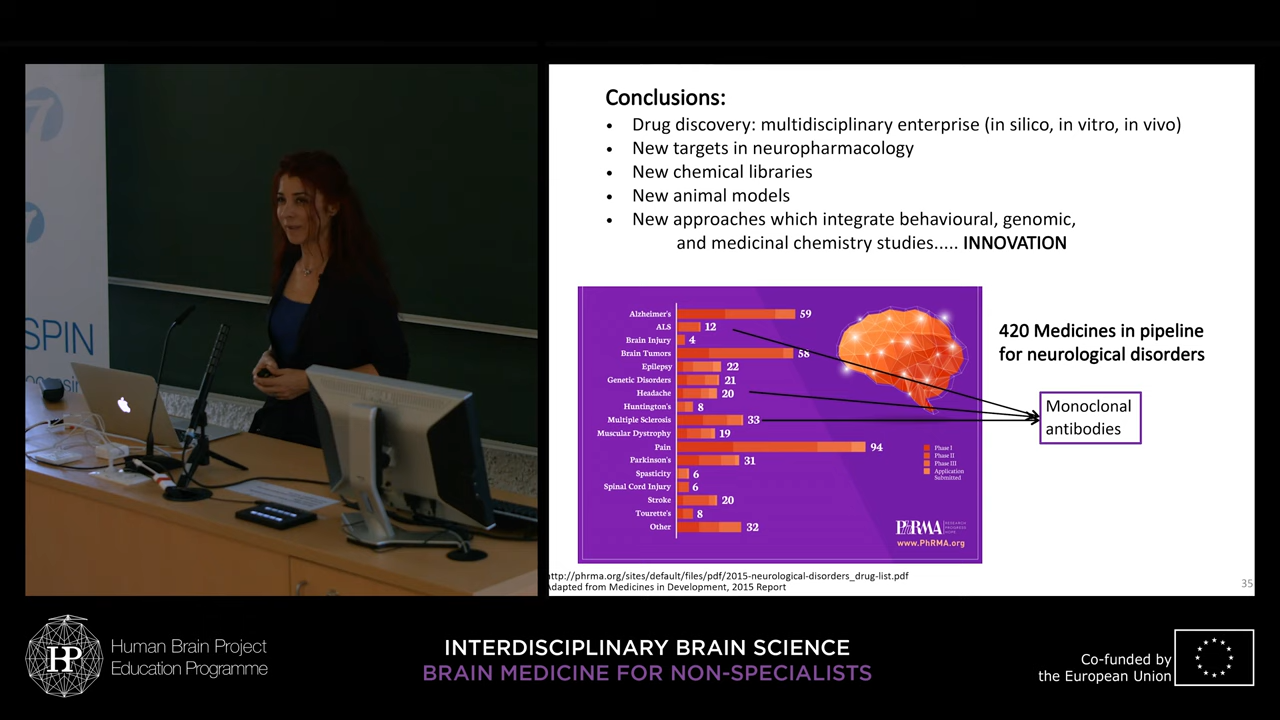 SPIN
Conclusions:
• Drug discovery: multidisciplinary enterprise (in silico, in vitro, in vivo)
• New targets in neuropharmacology
• New chemical libraries
• New animal models
• New approaches which integrate behavioural, genomic,
and medicinal chemistry studies..... INNOVATION
Alzheimer's 59
ALS 12
Brain Injury 4
Brain Tumors 58
Epilepsy 22
Genetic Disorders 21
Headache 20
Huntington's 8
Multiple Sclerosis 33
Muscular Dystrophy 19
Pain 94
Parkinson's 31
Spasticity 6
Spinal Cord Injury 6
Stroke 20
Tourette's 8
Other 32
Phase I
Phase II
Phase III
Application
Submitted
PhRMA
RESEARCH
PROGRESS
HOPE
www.PhRMA.org
420 Medicines in pipeline
for neurological disorders
Monoclonal
antibodies
http://phrma.org/sites/default/files/pdf/2015-neurological-disorders_drug-list.pdf
Adapted from Medicines in Development, 2015 Report
35
HBP
Human Brain Project
Education Programme
INTERDISCIPLINARY BRAIN SCIENCE
BRAIN MEDICINE FOR NON-SPECIALISTS
Co-funded by
the European Union